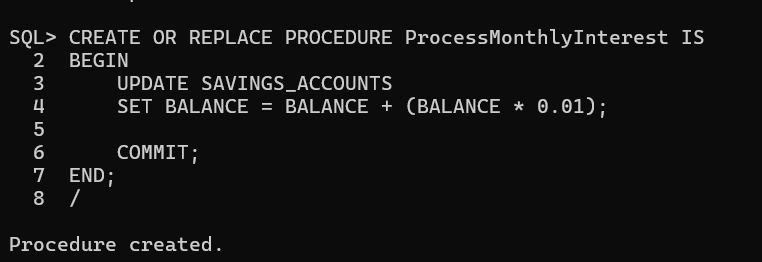 SQL> CREATE OR REPLACE PROCEDURE ProcessMonthlyInterest IS
  2  BEGIN
  3      UPDATE SAVINGS_ACCOUNTS
  4      SET BALANCE = BALANCE + (BALANCE * 0.01);
  5
  6      COMMIT;
  7  END;
  8  /
Procedure created.